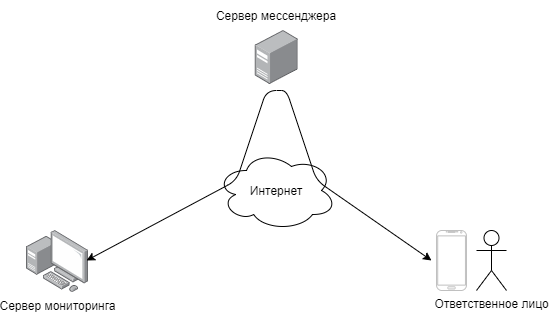 Сервер мессенджера
Интернет
Сервер мониторинга
Ответственное лицо